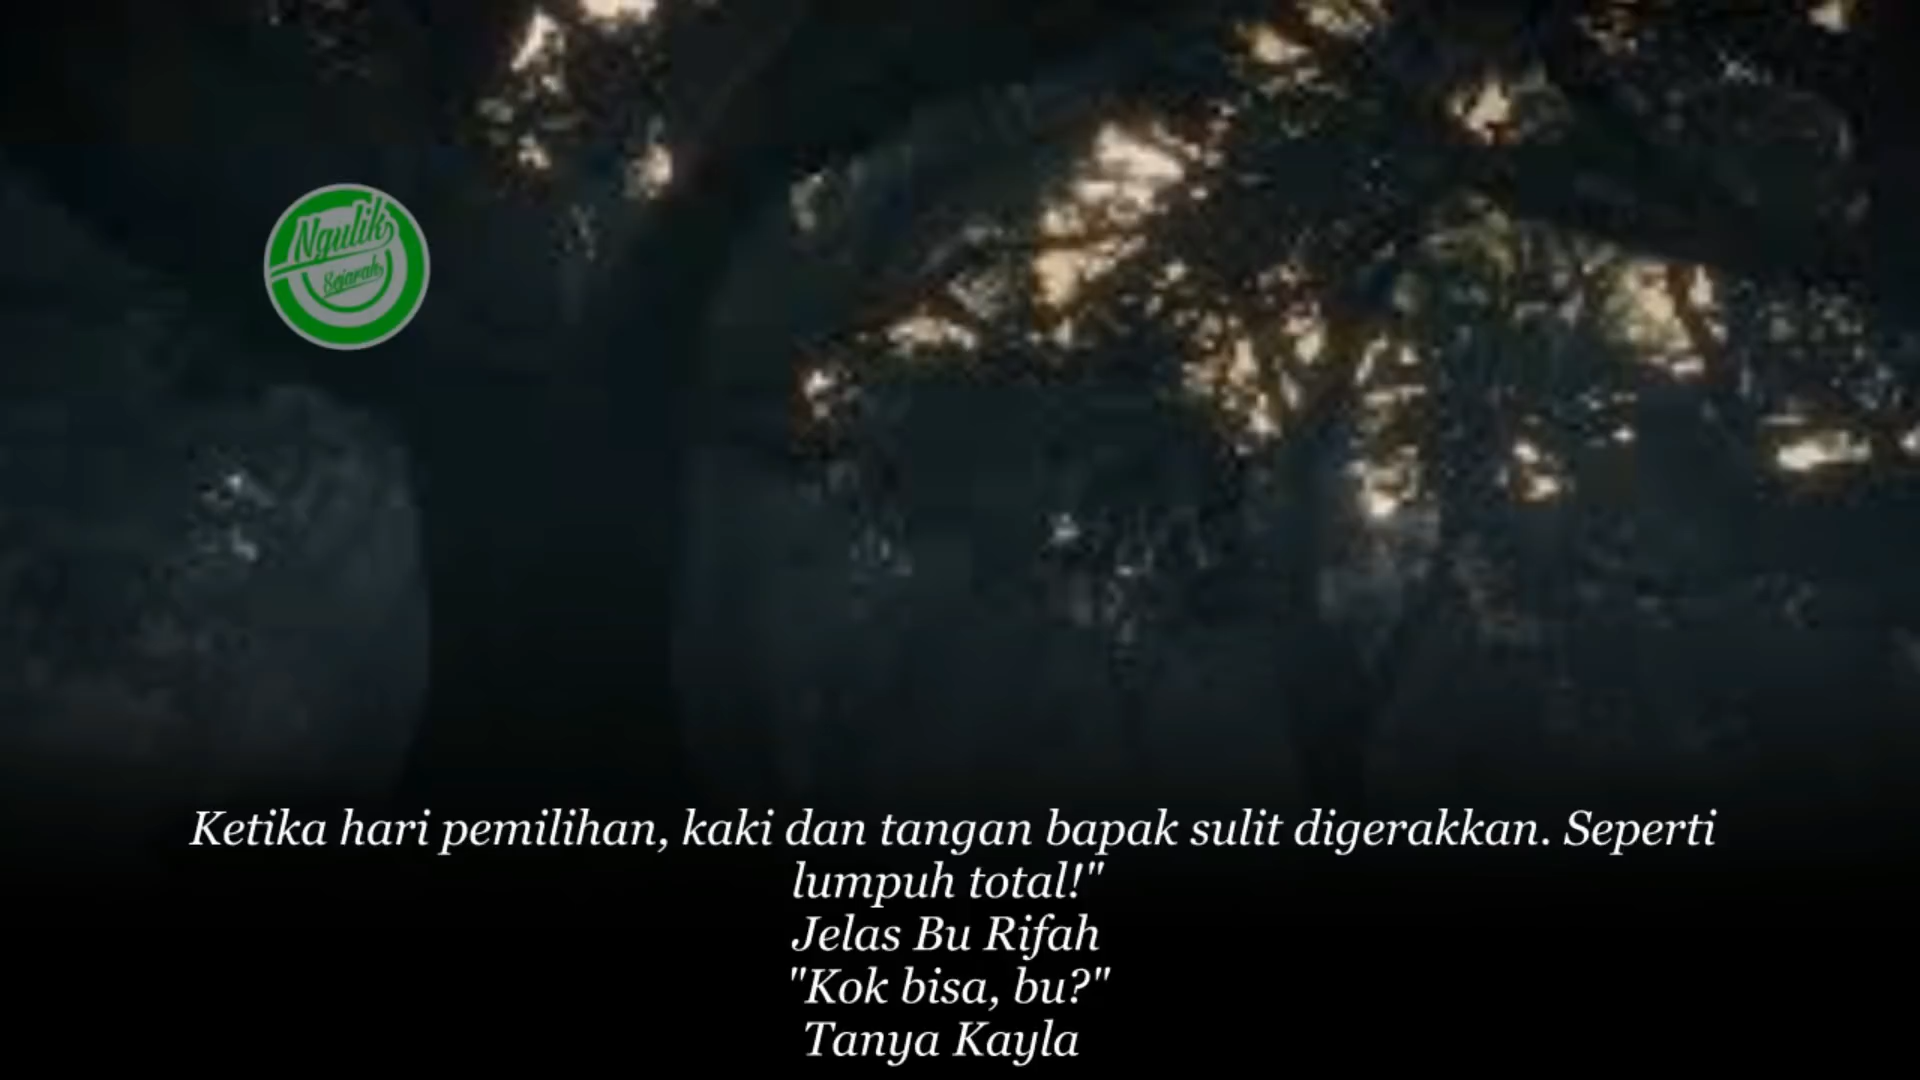 Ngulik
Sejarah
Ketika hari pemilihan, kaki dan tangan bapak sulit digerakkan. Seperti
lumpuh total!"
Jelas Bu Rifah
"Kok bisa, bu?"
Tanya Kayla